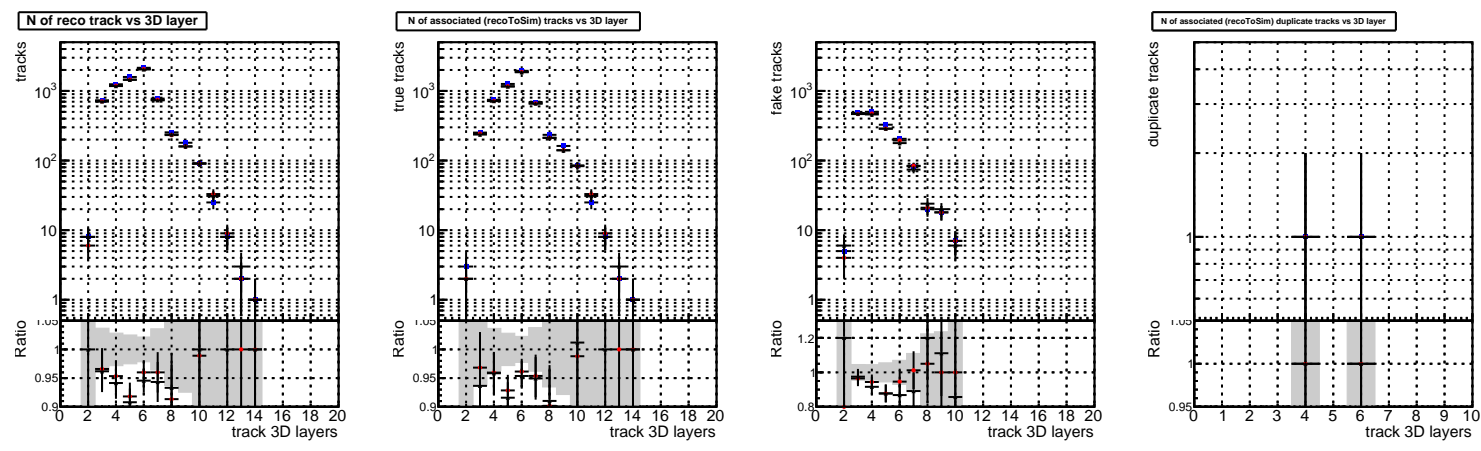 N of reco track vs 3D layer
tracks
10³
10²
10
1
Ratio
1.05
1
0.95
0.9
0 2 4 6 8 10 12 14 16 18 20
track 3D layers
N of associated (recoToSim) tracks vs 3D layer
true tracks
10³
10²
10
1
Ratio
1.05
1
0.95
0.9
0 2 4 6 8 10 12 14 16 18 20
track 3D layers
fake tracks
10³
10²
10
1
Ratio
1.2
1
0.8
0 2 4 6 8 10 12 14 16 18 20
track 3D layers
N of associated (recoToSim) duplicate tracks vs 3D layer
duplicate tracks
1
Ratio
1.05
1
0.95
0 1 2 3 4 5 6 7 8 9 10
track 3D layers